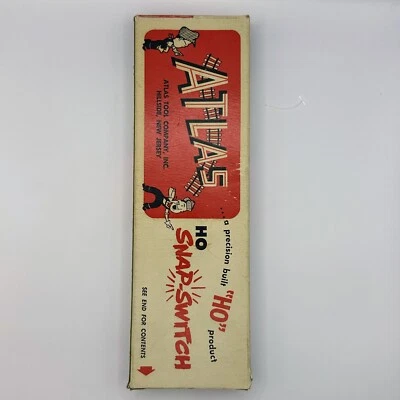 ATLAS
ATLAS TOOL COMPANY, INC.
HILLSIDE, NEW JERSEY
...a precision built "HO" product
HO
SNAP-SWITCH
SEE END FOR CONTENTS